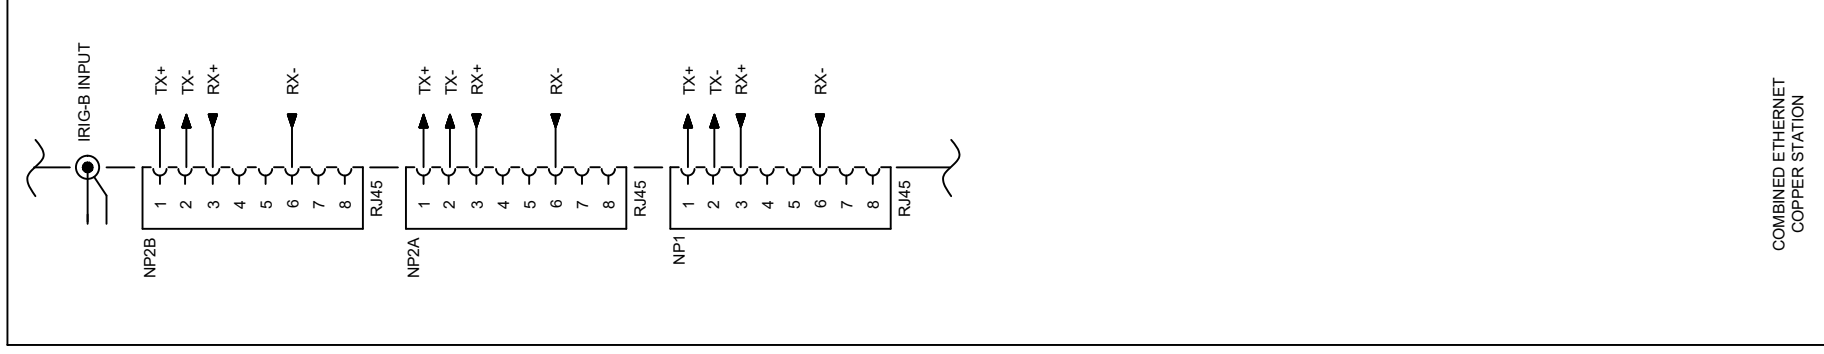 IRIG-B INPUT
TX+
TX-
RX+
RX-
1
2
3
4
5
6
7
8
RJ45
NP2B
TX+
TX-
RX+
RX-
1
2
3
4
5
6
7
8
RJ45
NP2A
TX+
TX-
RX+
RX-
1
2
3
4
5
6
7
8
RJ45
NP1
COMBINED ETHERNET
COPPER STATION